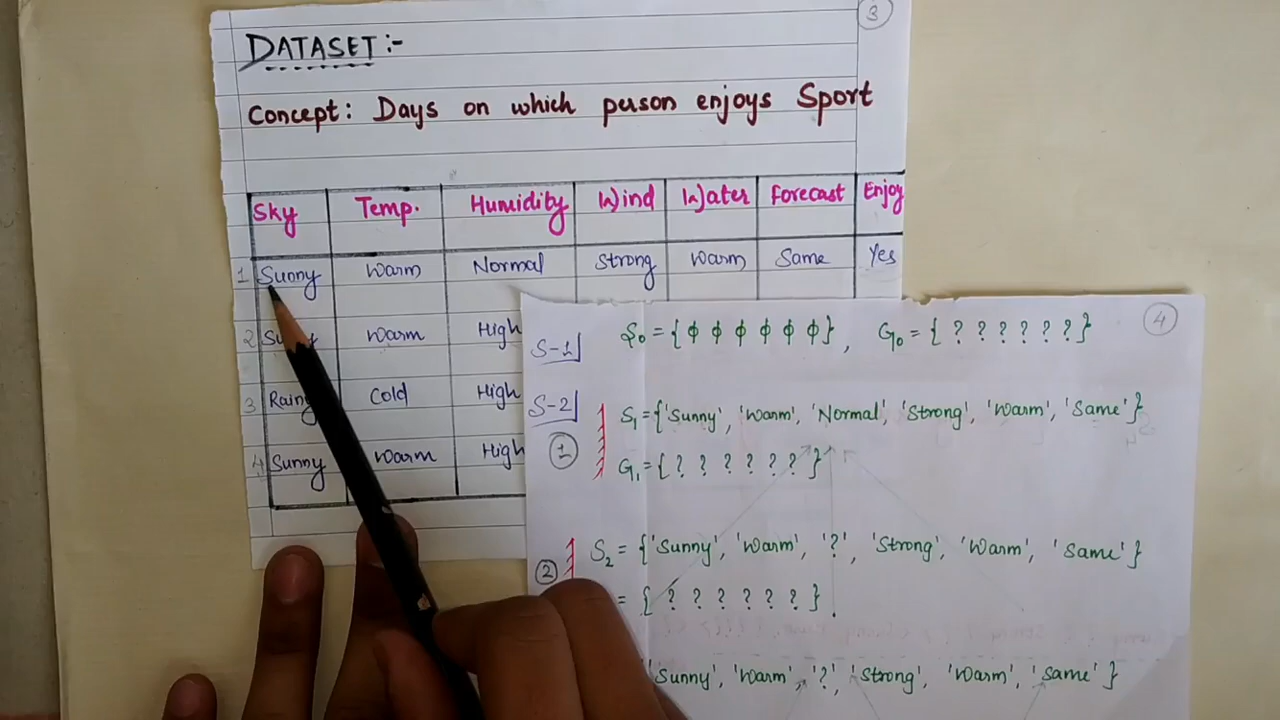 3
DATASET :-
Concept: Days on which person enjoys Sport
Sky Temp. Humidity Wind Water Forecast Enjoy
1 Sunny Warm Normal Strong Warm Same Yes
2 Warm High
3 Cold High
4 Sunny Warm High
4
S-1 S₀ = { ϕ ϕ ϕ ϕ ϕ ϕ }, G₀ = { ? ? ? ? ? ? }
S-2
1 S₁ = {'Sunny', 'Warm', 'Normal', 'Strong', 'Warm', 'Same'}
G₁ = { ? ? ? ? ? ? }
2 S₂ = {'Sunny', 'Warm', '?', 'Strong', 'Warm', 'Same'}
= { ? ? ? ? ? ? }
'Sunny', 'Warm', '?', 'Strong', 'Warm', 'Same' }